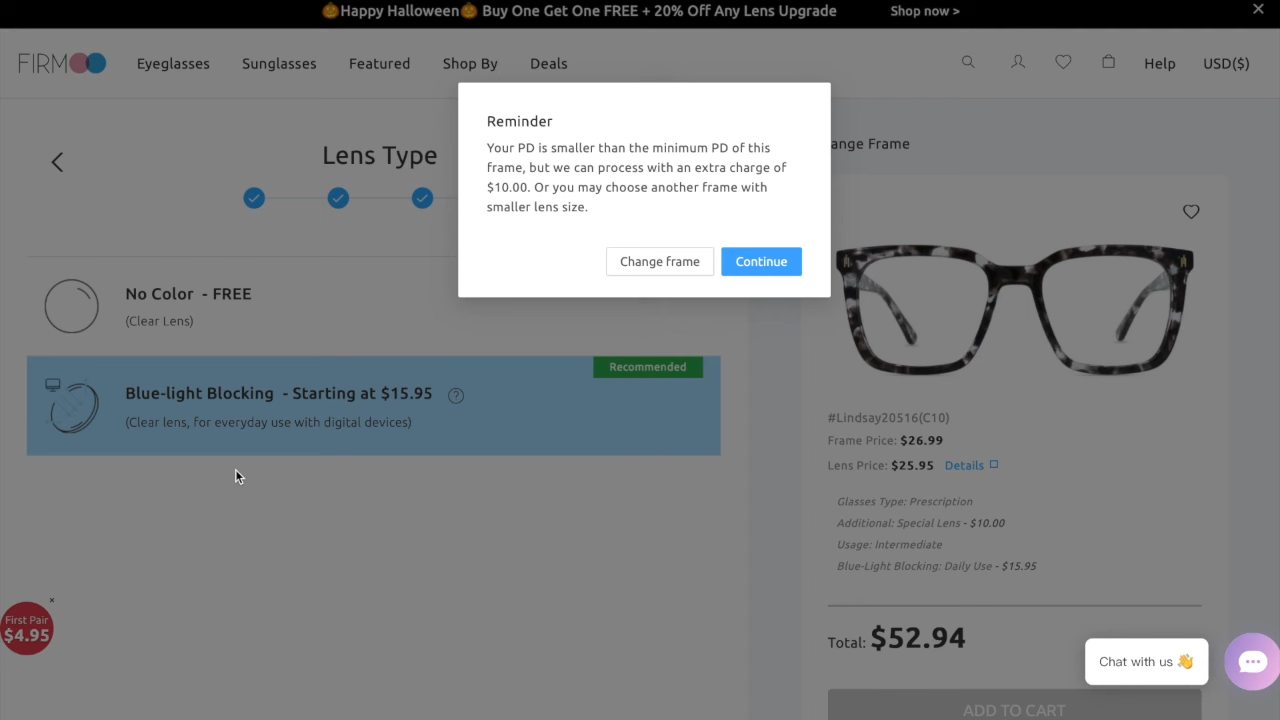 🎃Happy Halloween🎃 Buy One Get One FREE + 20% Off Any Lens Upgrade Shop now >
FIRMOO Eyeglasses Sunglasses Featured Shop By Deals Help USD($)
Reminder
Your PD is smaller than the minimum PD of this
frame, but we can process with an extra charge of
$10.00. Or you may choose another frame with
smaller lens size.
Change frame Continue
Lens Type
No Color - FREE
(Clear Lens)
Recommended
Blue-light Blocking - Starting at $15.95 ?
(Clear lens, for everyday use with digital devices)
First Pair
$4.95
ange Frame
#Lindsay20516(C10)
Frame Price: $26.99
Lens Price: $25.95 Details
Glasses Type: Prescription
Additional: Special Lens - $10.00
Usage: Intermediate
Blue-Light Blocking: Daily Use - $15.95
Total: $52.94
Chat with us 👋
ADD TO CART